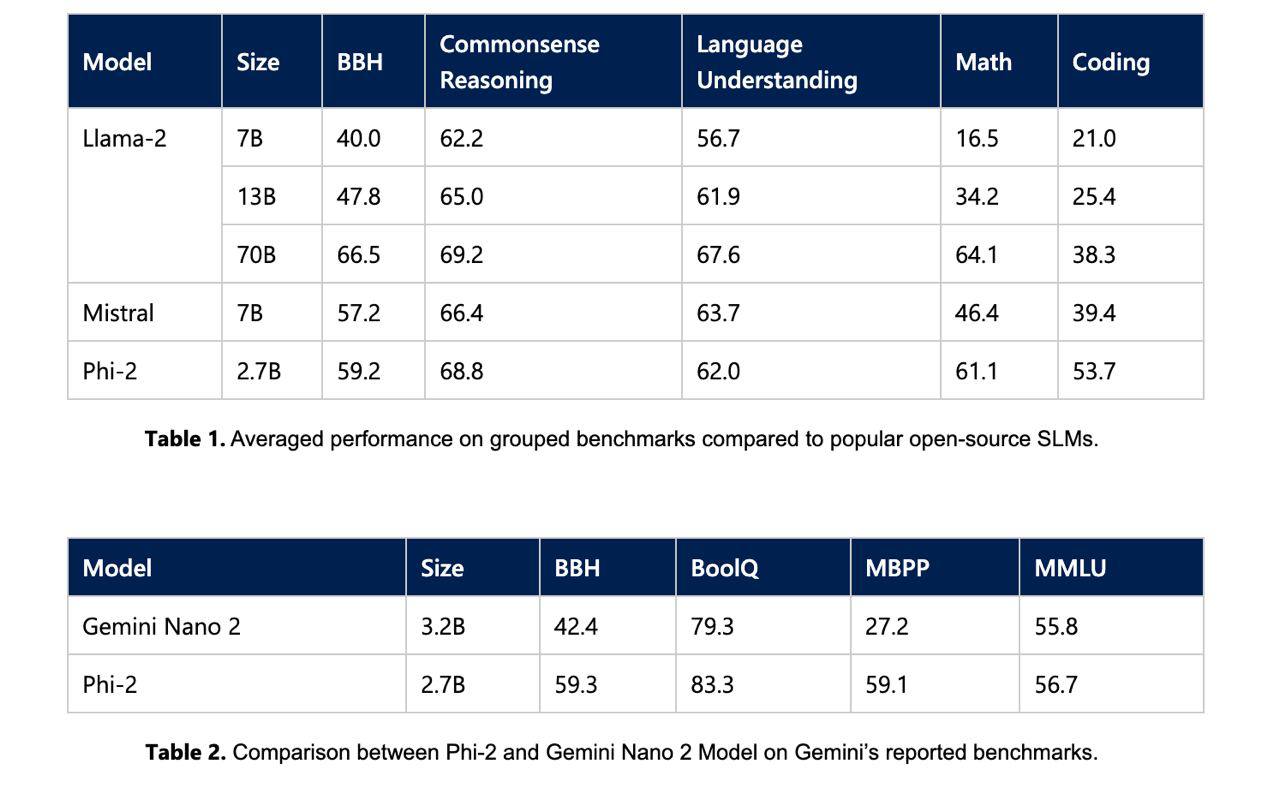 Model Size BBH Commonsense Reasoning Language Understanding Math Coding
Llama-2 7B 40.0 62.2 56.7 16.5 21.0
13B 47.8 65.0 61.9 34.2 25.4
70B 66.5 69.2 67.6 64.1 38.3
Mistral 7B 57.2 66.4 63.7 46.4 39.4
Phi-2 2.7B 59.2 68.8 62.0 61.1 53.7
Table 1. Averaged performance on grouped benchmarks compared to popular open-source SLMs.
Model Size BBH BoolQ MBPP MMLU
Gemini Nano 2 3.2B 42.4 79.3 27.2 55.8
Phi-2 2.7B 59.3 83.3 59.1 56.7
Table 2. Comparison between Phi-2 and Gemini Nano 2 Model on Gemini’s reported benchmarks.